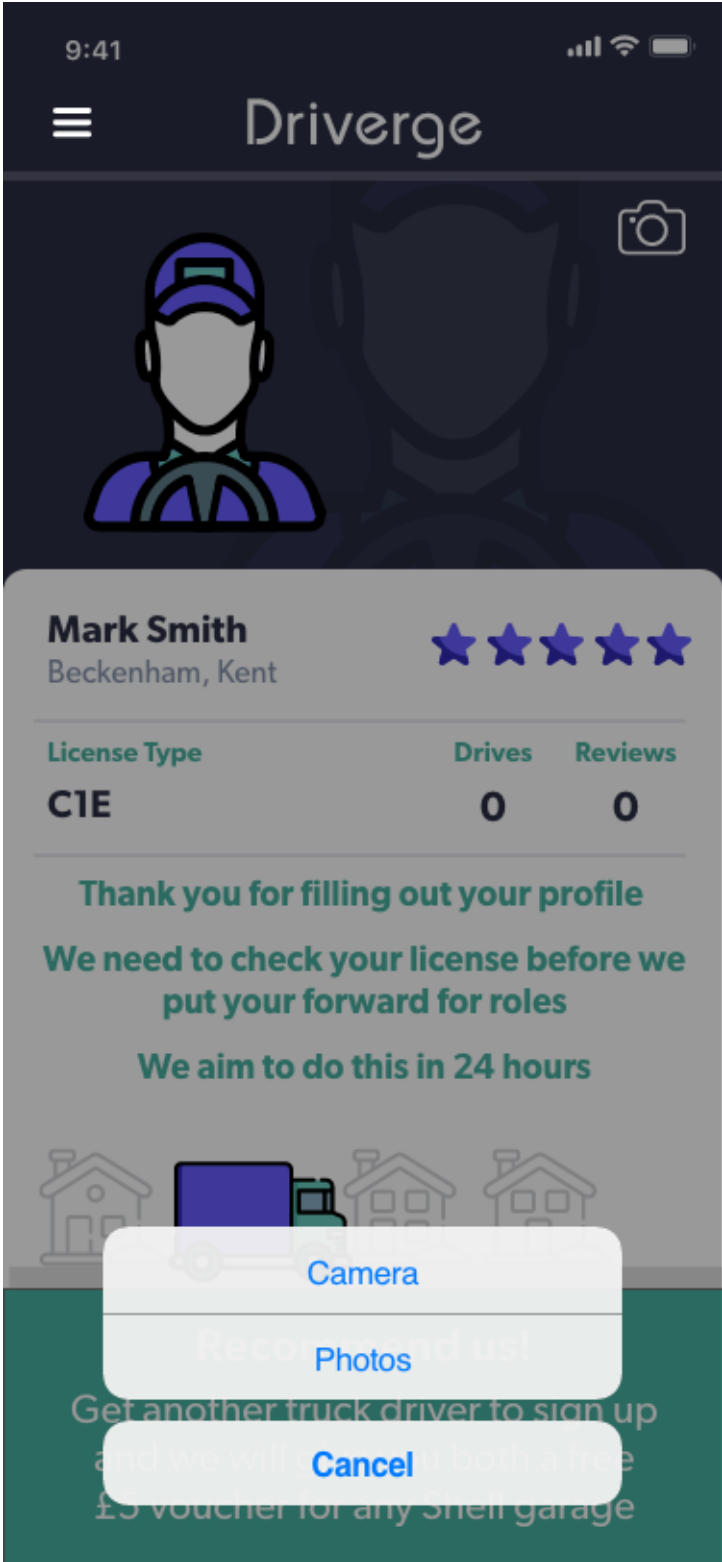 9:41
Driverge
Mark Smith
Beckenham, Kent
License Type Drives Reviews
C1E 0 0
Thank you for filling out your profile
We need to check your license before we
put your forward for roles
We aim to do this in 24 hours
Camera
Recommend us!
Photos
Get another truck driver to sign up
and we will both a free
Cancel
£5 voucher for any Shell garage